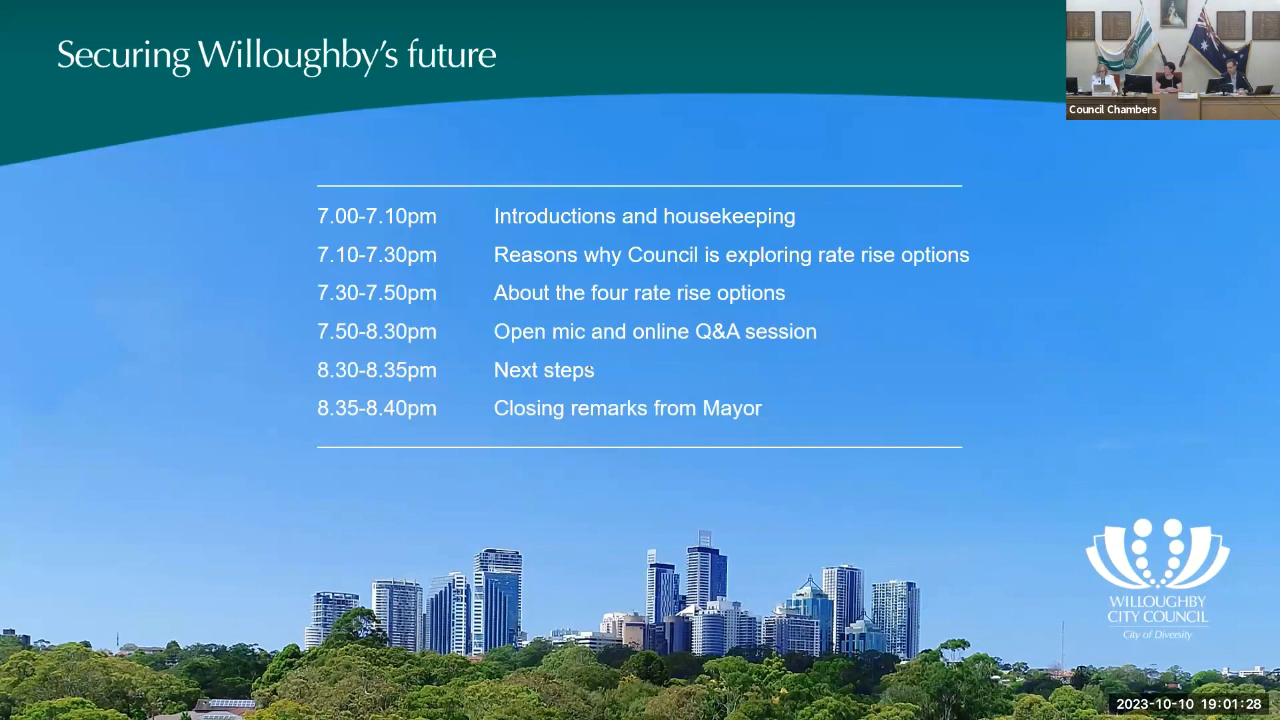 Securing Willoughby's future
Council Chambers
7.00-7.10pm Introductions and housekeeping
7.10-7.30pm Reasons why Council is exploring rate rise options
7.30-7.50pm About the four rate rise options
7.50-8.30pm Open mic and online Q&A session
8.30-8.35pm Next steps
8.35-8.40pm Closing remarks from Mayor
WILLOUGHBY
CITY COUNCIL
City of Diversity
2023-10-10 19:01:28